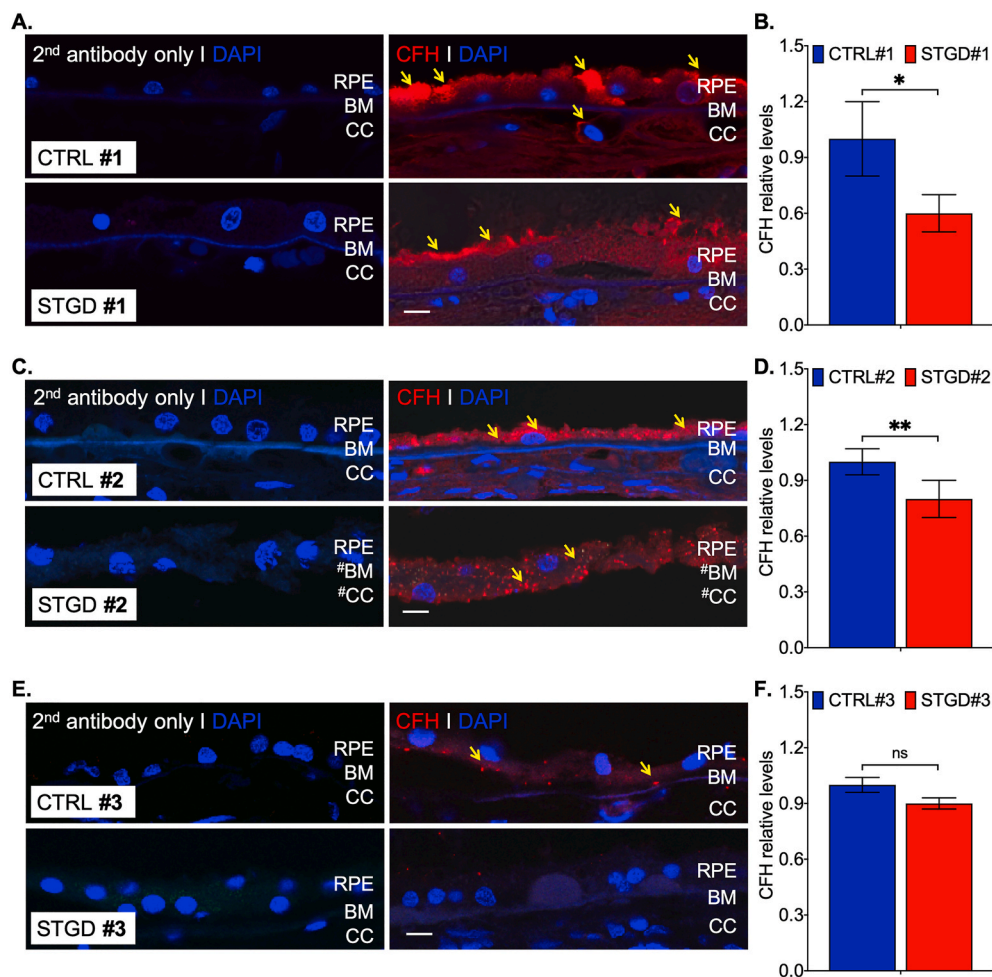 A.
2nd antibody only I DAPI
RPE
BM
CC
CTRL #1
CFH I DAPI
RPE
BM
CC
RPE
BM
CC
STGD #1
RPE
BM
CC
B.
CTRL#1 STGD#1
CFH relative levels
1.5
1.2
0.9
0.6
0.3
0.0
*
C.
2nd antibody only I DAPI
RPE
BM
CC
CTRL #2
CFH I DAPI
RPE
BM
CC
RPE
#BM
#CC
STGD #2
RPE
#BM
#CC
D.
CTRL#2 STGD#2
CFH relative levels
1.5
1.2
0.9
0.6
0.3
0.0
**
E.
2nd antibody only I DAPI
RPE
BM
CC
CTRL #3
CFH I DAPI
RPE
BM
CC
RPE
BM
CC
STGD #3
RPE
BM
CC
F.
CTRL#3 STGD#3
CFH relative levels
1.5
1.2
0.9
0.6
0.3
0.0
ns